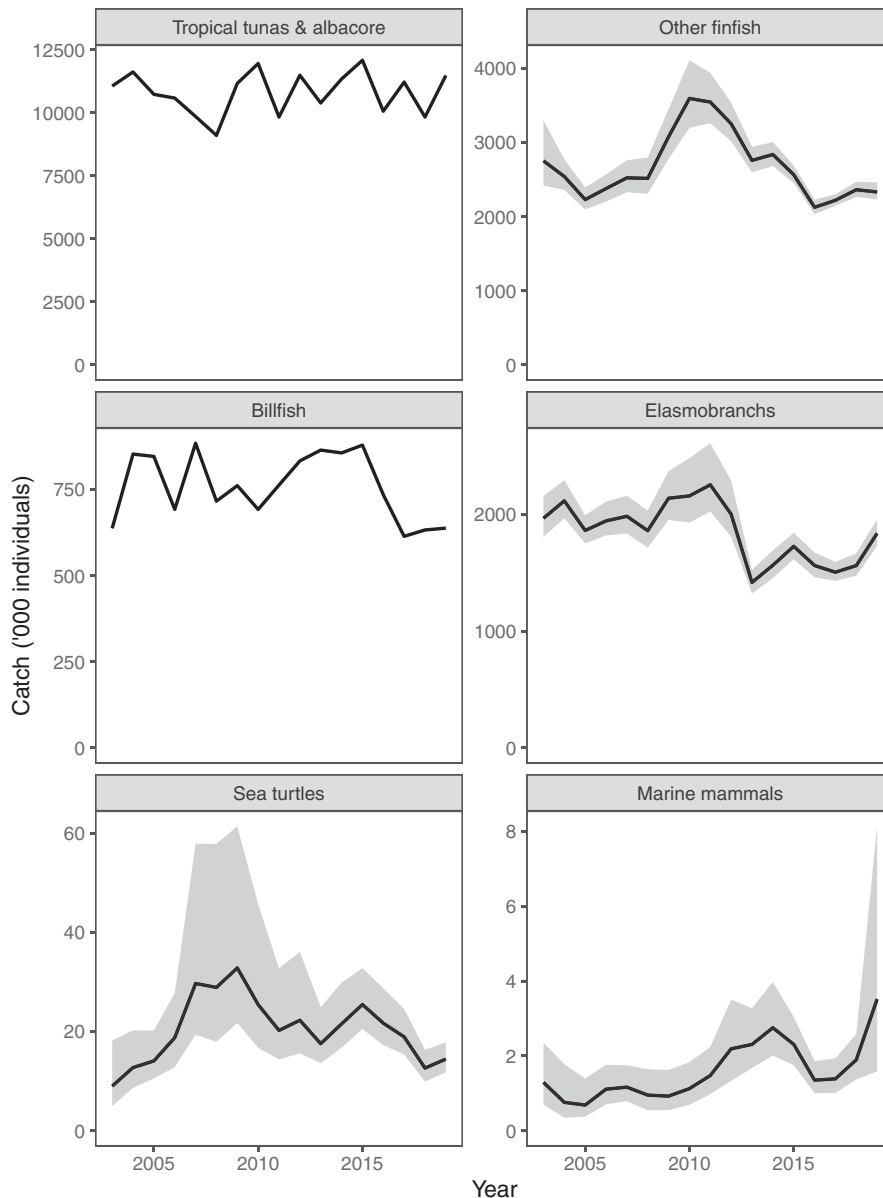 Tropical tunas & albacore
Other finfish
12500
10000
7500
5000
2500
0
4000
3000
2000
1000
0
Billfish
Elasmobranchs
750
500
250
0
2000
1000
0
Catch ('000 individuals)
Sea turtles
Marine mammals
60
40
20
0
8
6
4
2
0
2005 2010 2015
2005 2010 2015
Year